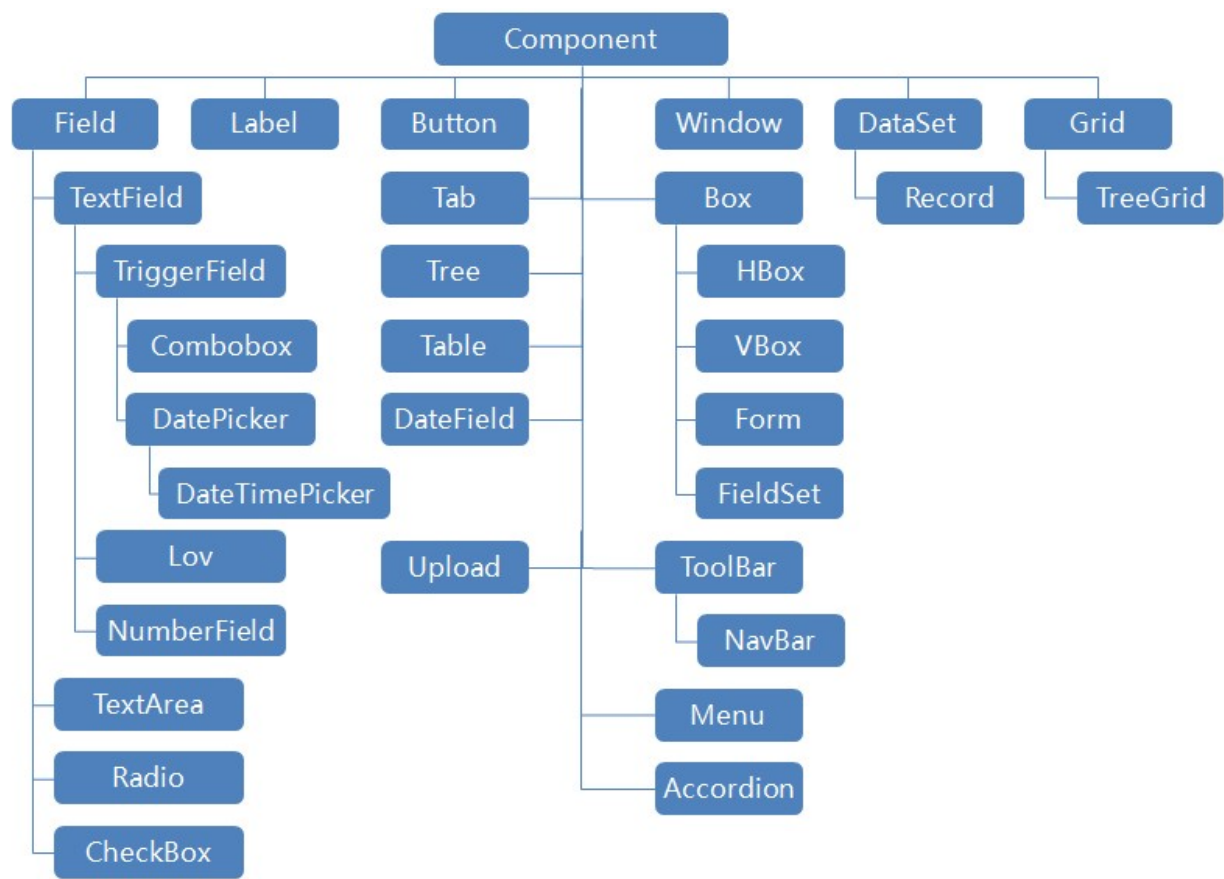 Component
Field
Label
Button
Window
DataSet
Grid
TextField
Tab
Box
Record
TreeGrid
TriggerField
Tree
HBox
Combobox
Table
VBox
DatePicker
DateField
Form
DateTimePicker
FieldSet
Lov
Upload
ToolBar
NumberField
NavBar
TextArea
Menu
Radio
Accordion
CheckBox